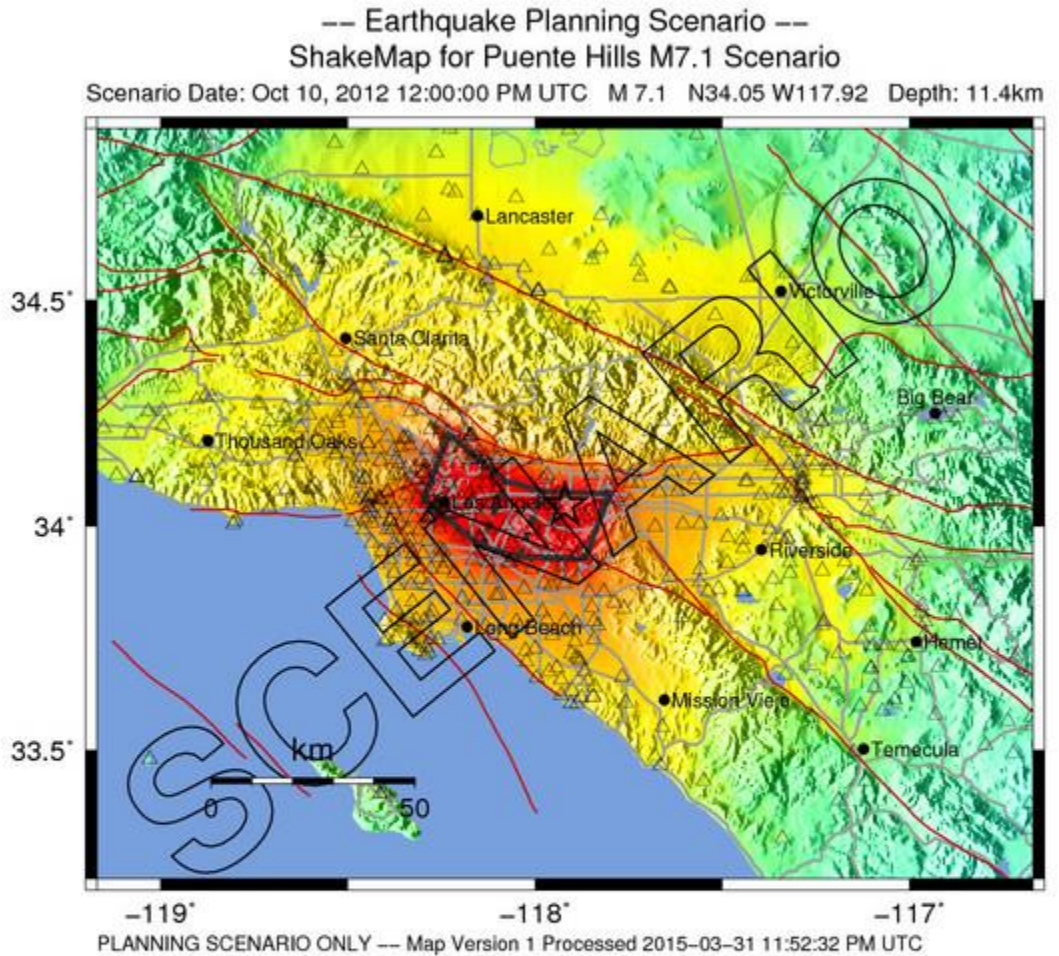 −− Earthquake Planning Scenario −−
ShakeMap for Puente Hills M7.1 Scenario
Scenario Date: Oct 10, 2012 12:00:00 PM UTC M 7.1 N34.05 W117.92 Depth: 11.4km
Lancaster
34.5°
Victorville
Santa Clarita
Big Bear
Thousand Oaks
34°
Riverside
Long Beach
Hemet
Mission Viejo
33.5°
Temecula
km
0 50
SCENARIO
−119° −118° −117°
PLANNING SCENARIO ONLY −− Map Version 1 Processed 2015−03−31 11:52:32 PM UTC